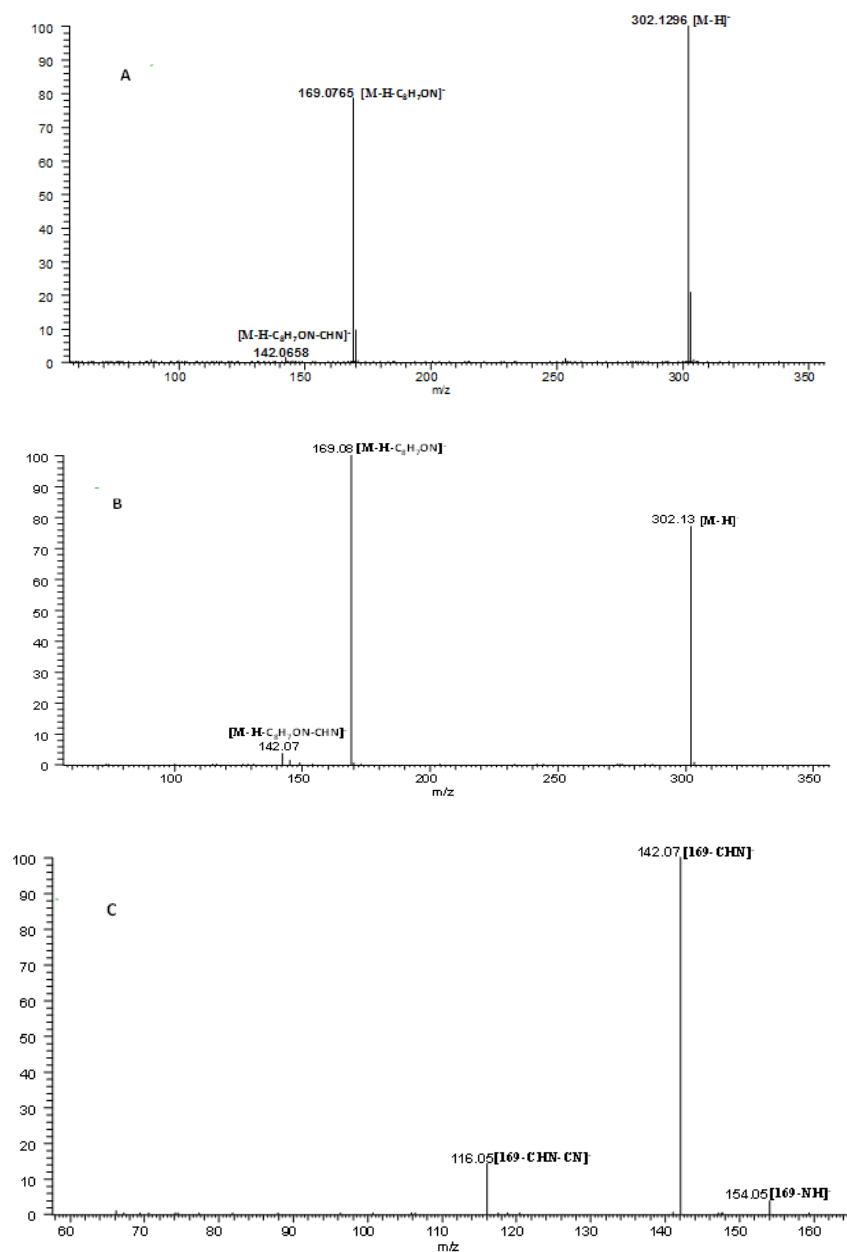 302.1296 [M-H]⁻
100
A
90
169.0765 [M-H-C₈H₇ON]⁻
80
70
60
50
40
30
20
[M-H-C₈H₇ON-CHN]⁻
10
142.0658
0
100 150 200 250 300 350
m/z
169.08 [M-H-C₈H₇ON]⁻
100
90
B
302.13 [M-H]⁻
80
70
60
50
40
30
20
[M-H-C₈H₇ON-CHN]⁻
142.07
10
0
100 150 200 250 300 350
m/z
142.07 [169-CHN]⁻
100
90
C
80
70
60
50
40
30
20
116.05 [169-CHN-CN]⁻
10
154.05 [169-NH]⁻
0
60 70 80 90 100 110 120 130 140 150 160
m/z